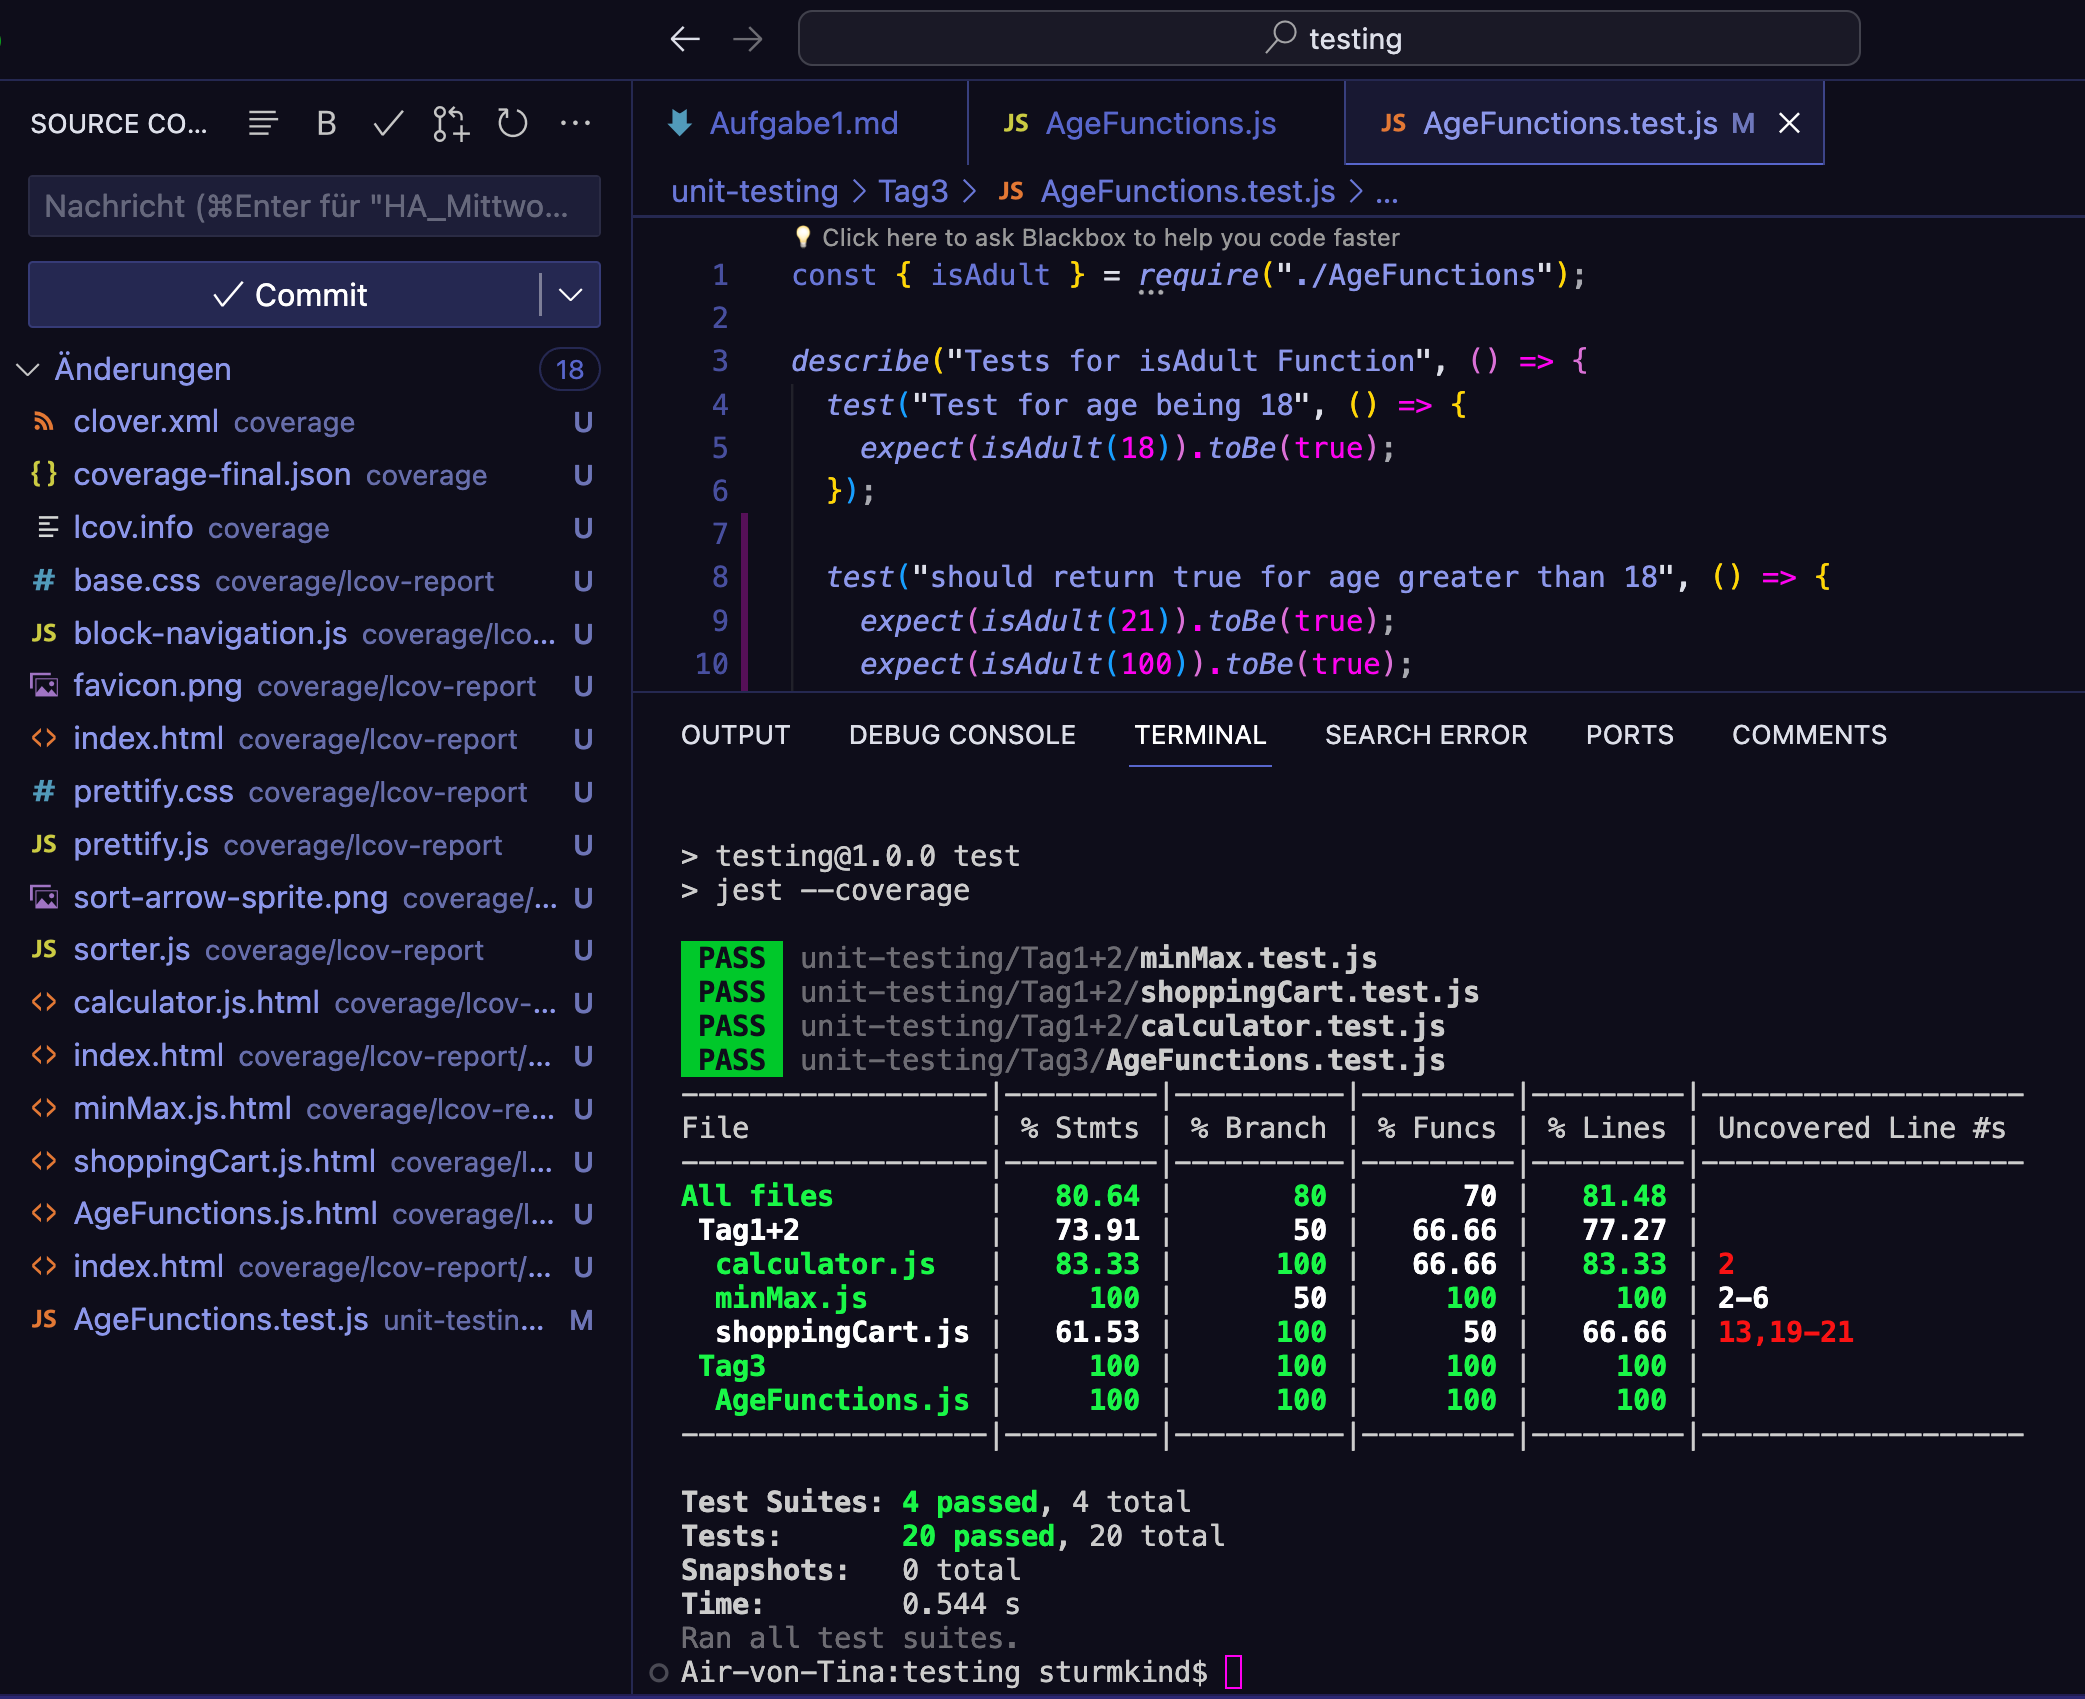 testing
SOURCE CO...
B
Nachricht (⌘Enter für "HA_Mittwo...
Commit
Änderungen 18
clover.xml coverage U
{} coverage-final.json coverage U
lcov.info coverage U
# base.css coverage/lcov-report U
JS block-navigation.js coverage/lco... U
favicon.png coverage/lcov-report U
<> index.html coverage/lcov-report U
# prettify.css coverage/lcov-report U
JS prettify.js coverage/lcov-report U
sort-arrow-sprite.png coverage/... U
JS sorter.js coverage/lcov-report U
<> calculator.js.html coverage/lcov-... U
<> index.html coverage/lcov-report/... U
<> minMax.js.html coverage/lcov-re... U
<> shoppingCart.js.html coverage/l... U
<> AgeFunctions.js.html coverage/l... U
<> index.html coverage/lcov-report/... U
JS AgeFunctions.test.js unit-testin... M
Aufgabe1.md
JS AgeFunctions.js
JS AgeFunctions.test.js M
unit-testing > Tag3 > JS AgeFunctions.test.js > ...
Click here to ask Blackbox to help you code faster
1 const { isAdult } = require("./AgeFunctions");
2
3 describe("Tests for isAdult Function", () => {
4 test("Test for age being 18", () => {
5 expect(isAdult(18)).toBe(true);
6 });
7
8 test("should return true for age greater than 18", () => {
9 expect(isAdult(21)).toBe(true);
10 expect(isAdult(100)).toBe(true);
OUTPUT DEBUG CONSOLE TERMINAL SEARCH ERROR PORTS COMMENTS
> testing@1.0.0 test
> jest --coverage
PASS unit-testing/Tag1+2/minMax.test.js
PASS unit-testing/Tag1+2/shoppingCart.test.js
PASS unit-testing/Tag1+2/calculator.test.js
PASS unit-testing/Tag3/AgeFunctions.test.js
------------------|---------|----------|---------|---------|-------------------
File | % Stmts | % Branch | % Funcs | % Lines | Uncovered Line #s
------------------|---------|----------|---------|---------|-------------------
All files | 80.64 | 80 | 70 | 81.48 |
Tag1+2 | 73.91 | 50 | 66.66 | 77.27 |
calculator.js | 83.33 | 100 | 66.66 | 83.33 | 2
minMax.js | 100 | 50 | 100 | 100 | 2-6
shoppingCart.js | 61.53 | 100 | 50 | 66.66 | 13,19-21
Tag3 | 100 | 100 | 100 | 100 |
AgeFunctions.js | 100 | 100 | 100 | 100 |
------------------|---------|----------|---------|---------|-------------------
Test Suites: 4 passed, 4 total
Tests: 20 passed, 20 total
Snapshots: 0 total
Time: 0.544 s
Ran all test suites.
Air-von-Tina:testing sturmkind$